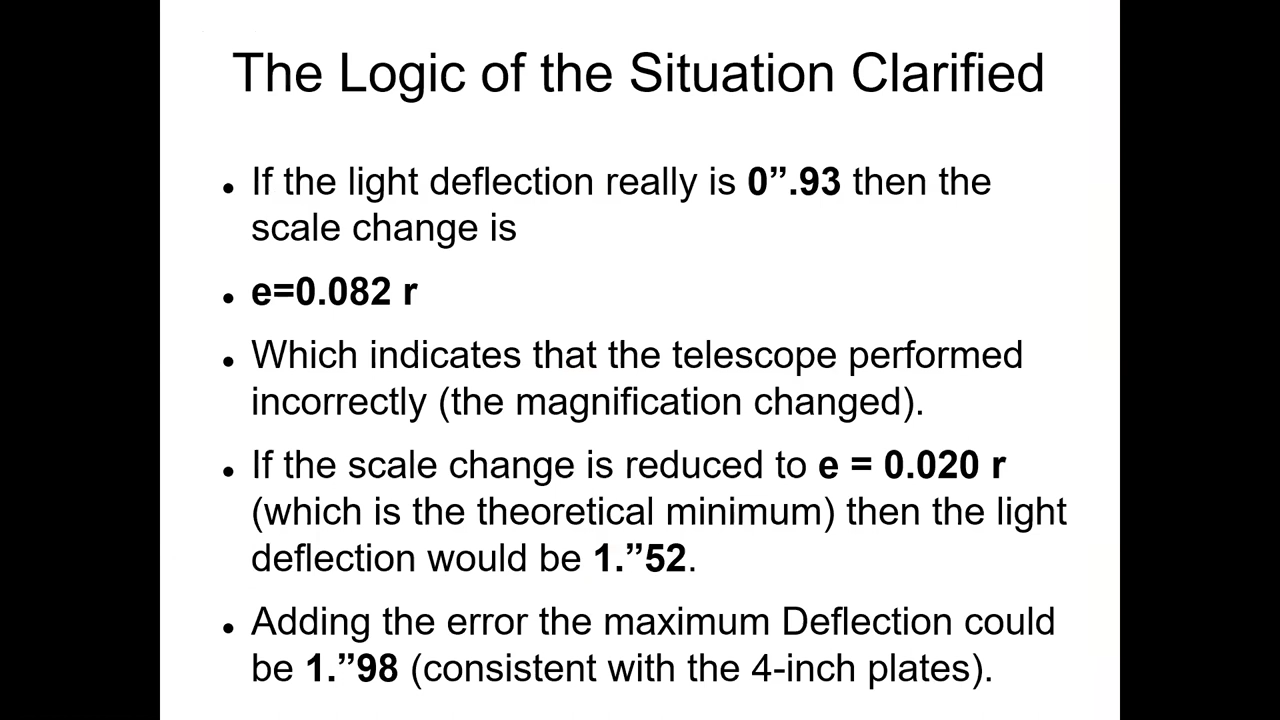 The Logic of the Situation Clarified
• If the light deflection really is 0”.93 then the
scale change is
• e=0.082 r
• Which indicates that the telescope performed
incorrectly (the magnification changed).
• If the scale change is reduced to e = 0.020 r
(which is the theoretical minimum) then the light
deflection would be 1.”52.
• Adding the error the maximum Deflection could
be 1.”98 (consistent with the 4-inch plates).